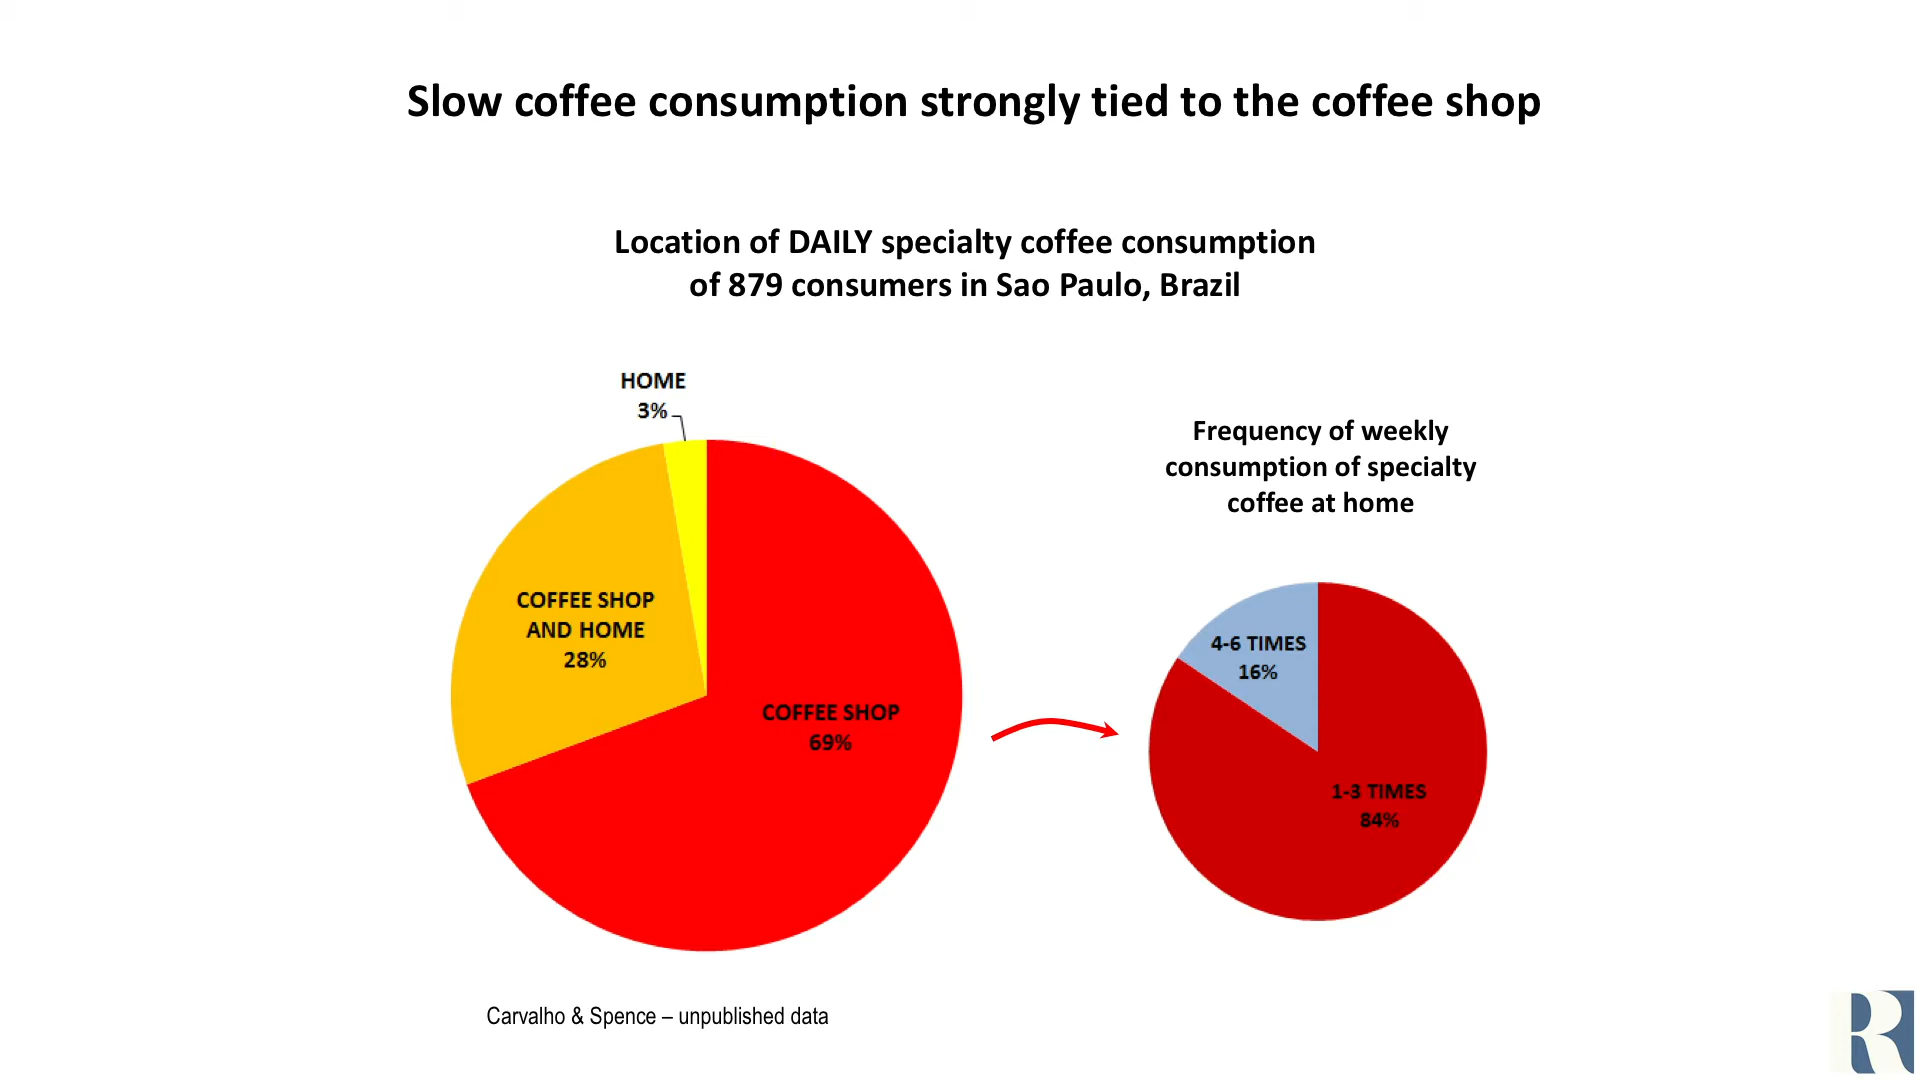 Slow coffee consumption strongly tied to the coffee shop
Location of DAILY specialty coffee consumption
of 879 consumers in Sao Paulo, Brazil
HOME
3%
COFFEE SHOP
AND HOME
28%
COFFEE SHOP
69%
Frequency of weekly
consumption of specialty
coffee at home
4-6 TIMES
16%
1-3 TIMES
84%
Carvalho & Spence – unpublished data
R